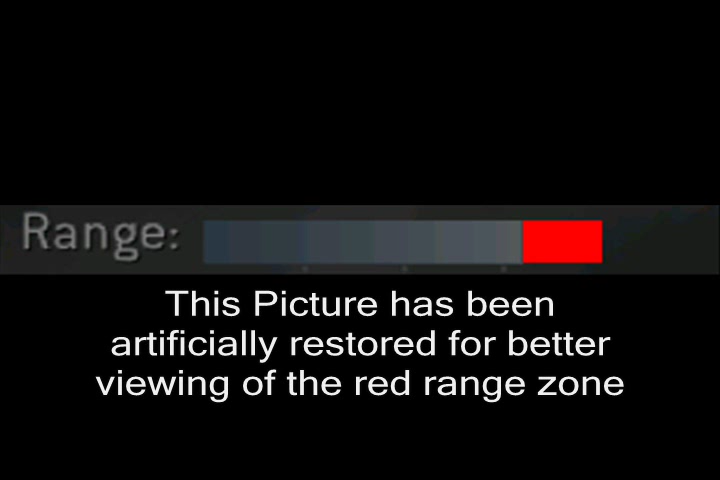 Range:
This Picture has been
artificially restored for better
viewing of the red range zone